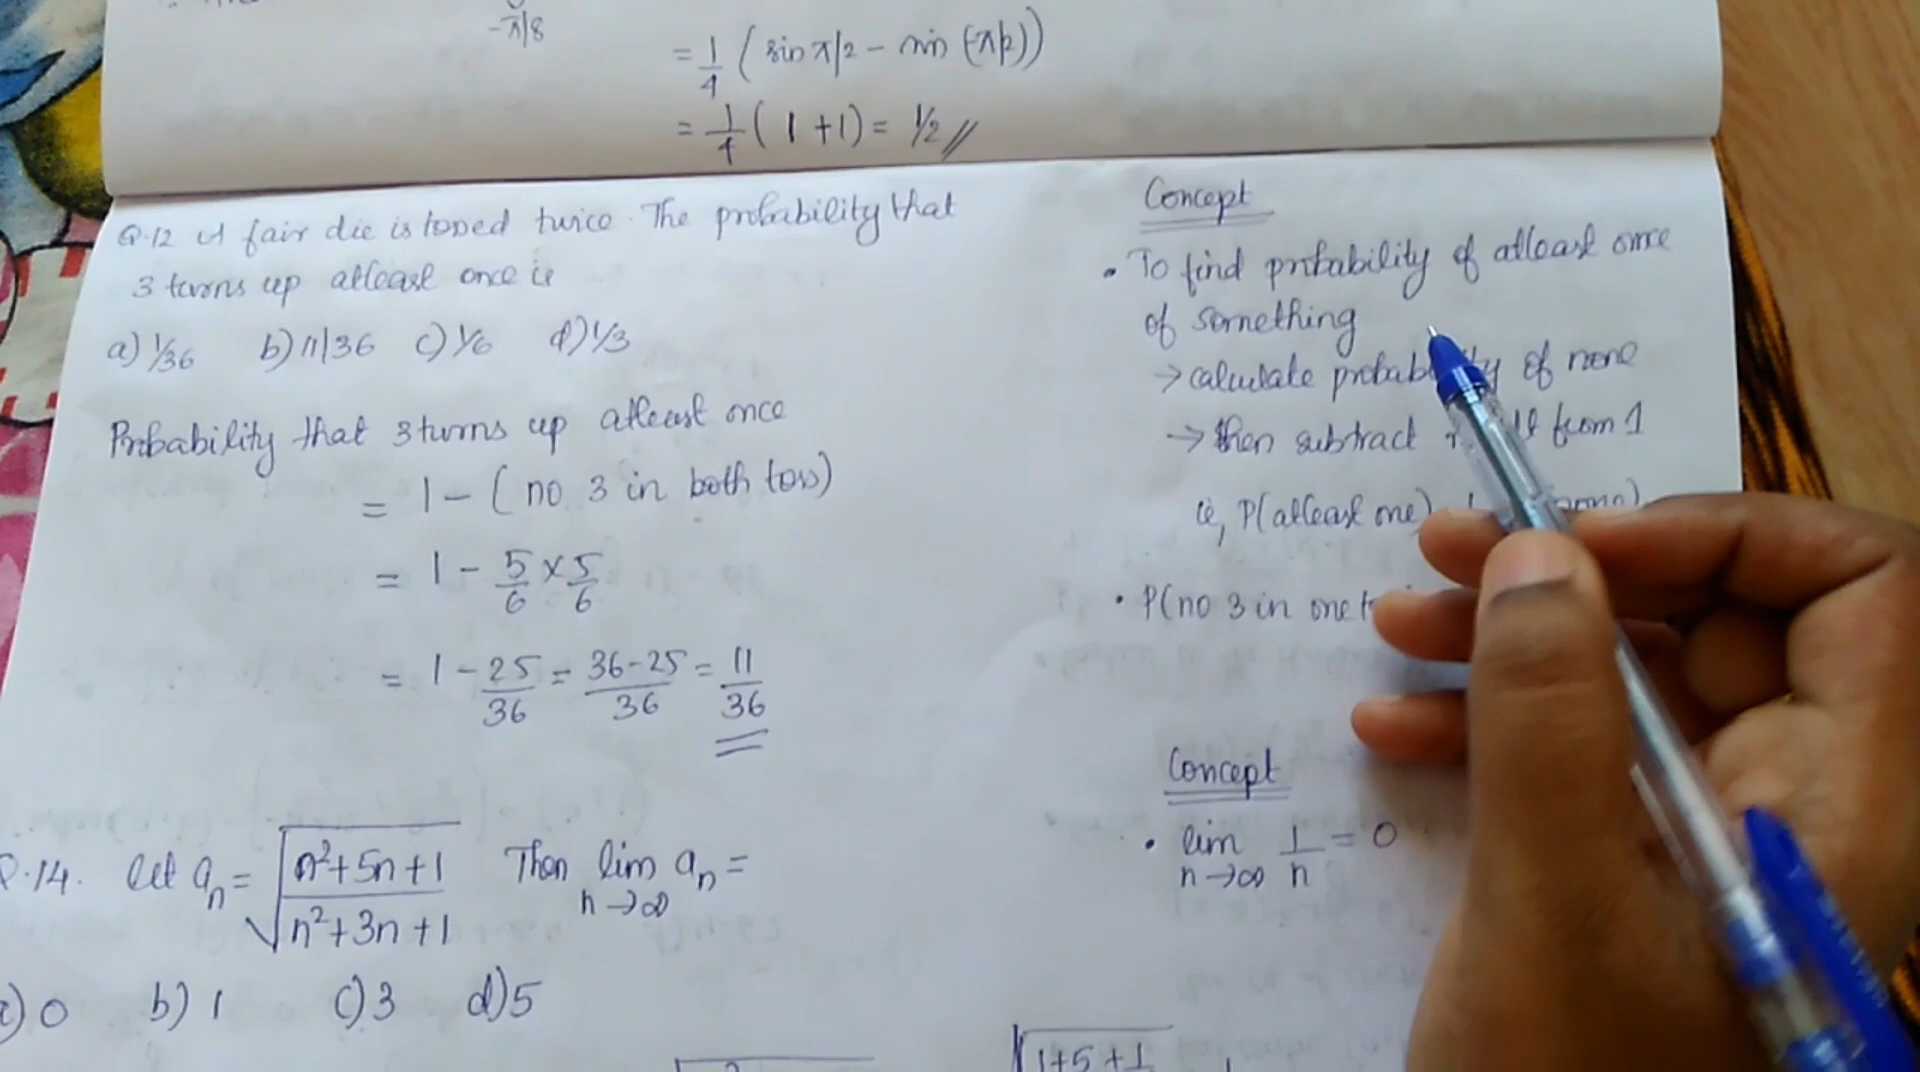 -π/8
= 1/4 (sin π/2 - sin (-π/2))
= 1/4 (1+1) = 1/2 //
Q.12 A fair die is tossed twice. The probability that
3 turns up atleast once is
a) 1/36 b) 11/36 c) 1/6 d) 1/3
Probability that 3 turns up atleast once
= 1 - (no 3 in both toss)
= 1 - 5/6 × 5/6
= 1 - 25/36 = 36-25/36 = 11/36
Concept
• To find probability of atleast once
of something
→ calculate of none
→ then subtract from 1
ie, P(atleast one)
• P(no 3 in one
.14. let aₙ = √(n²+5n+1 / n²+3n+1) Then lim n→∞ aₙ =
) 0 b) 1 c) 3 d) 5
Concept
• lim n→∞ 1/n = 0
1+5+1